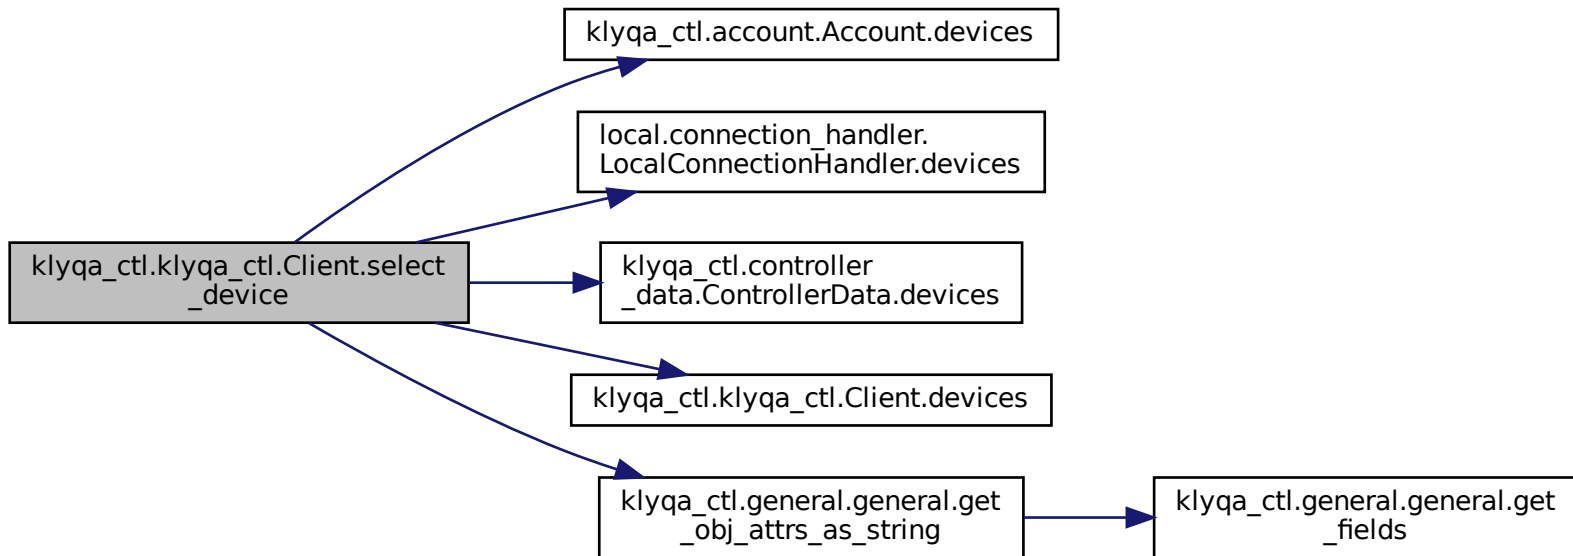 klyqa_ctl.account.Account.devices
local.connection_handler.
LocalConnectionHandler.devices
klyqa_ctl.klyqa_ctl.Client.select
_device
klyqa_ctl.controller
_data.ControllerData.devices
klyqa_ctl.klyqa_ctl.Client.devices
klyqa_ctl.general.general.get
_obj_attrs_as_string
klyqa_ctl.general.general.get
_fields